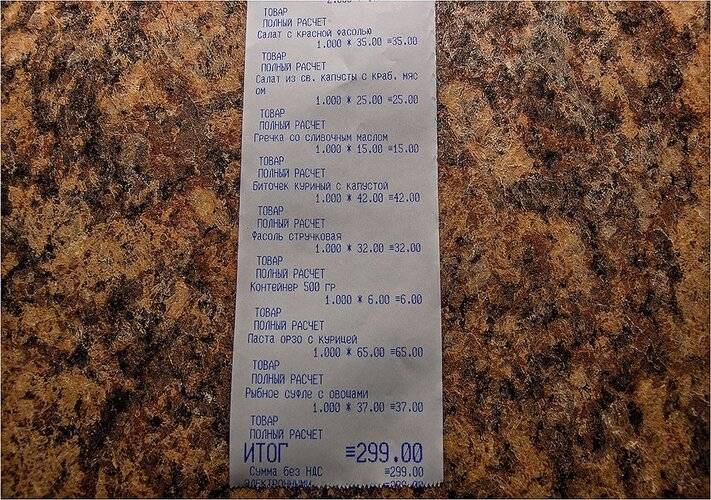 ТОВАР
ПОЛНЫЙ РАСЧЕТ
Салат с красной фасолью
1.000 * 35.00 =35.00
ТОВАР
ПОЛНЫЙ РАСЧЕТ
Салат из св. капусты с краб. мяс
ом
1.000 * 25.00 =25.00
ТОВАР
ПОЛНЫЙ РАСЧЕТ
Гречка со сливочным маслом
1.000 * 15.00 =15.00
ТОВАР
ПОЛНЫЙ РАСЧЕТ
Биточек куриный с капустой
1.000 * 42.00 =42.00
ТОВАР
ПОЛНЫЙ РАСЧЕТ
Фасоль стручковая
1.000 * 32.00 =32.00
ТОВАР
ПОЛНЫЙ РАСЧЕТ
Контейнер 500 гр
1.000 * 6.00 =6.00
ТОВАР
ПОЛНЫЙ РАСЧЕТ
Паста орзо с курицей
1.000 * 65.00 =65.00
ТОВАР
ПОЛНЫЙ РАСЧЕТ
Рыбное суфле с овощами
1.000 * 37.00 =37.00
ТОВАР
ПОЛНЫЙ РАСЧЕТ
ИТОГ =299.00
Сумма без НДС =299.00
ЭЛЕКТРОННЫМИ